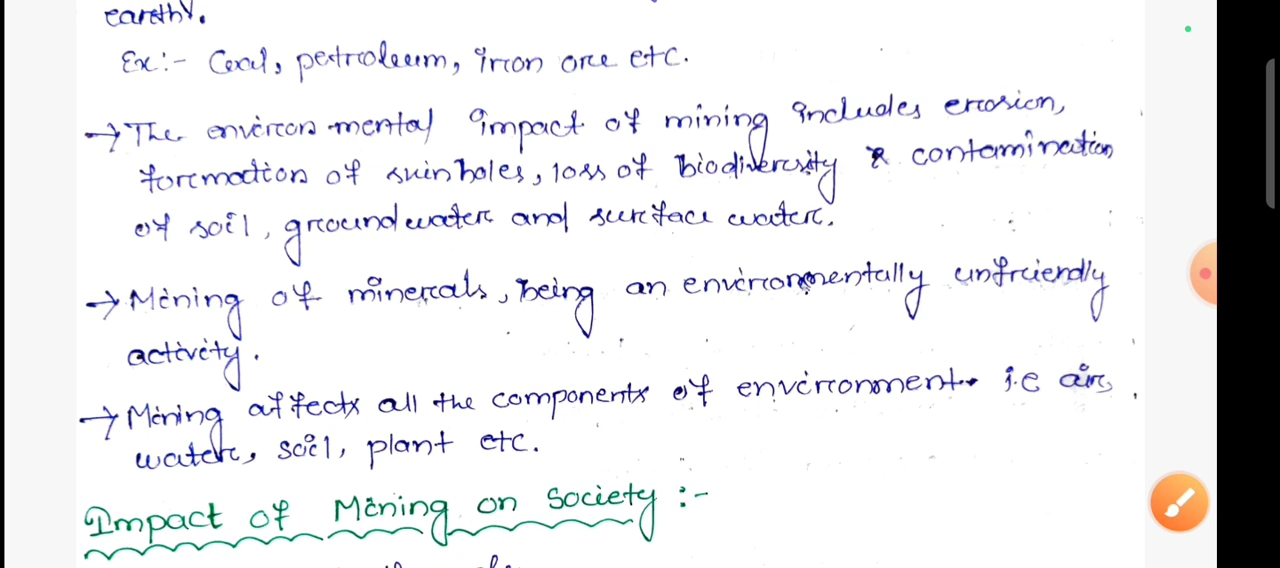 earth.
Ex:- Coal, petroleum, iron ore etc.
→ The environmental impact of mining includes erosion,
formation of sinkholes, loss of biodiversity & contamination
of soil, groundwater and surface water.
→ Mining of minerals, being an environmentally unfriendly
activity.
→ Mining affects all the components of environment i.e air,
water, soil, plant etc.
Impact of Mining on society :-